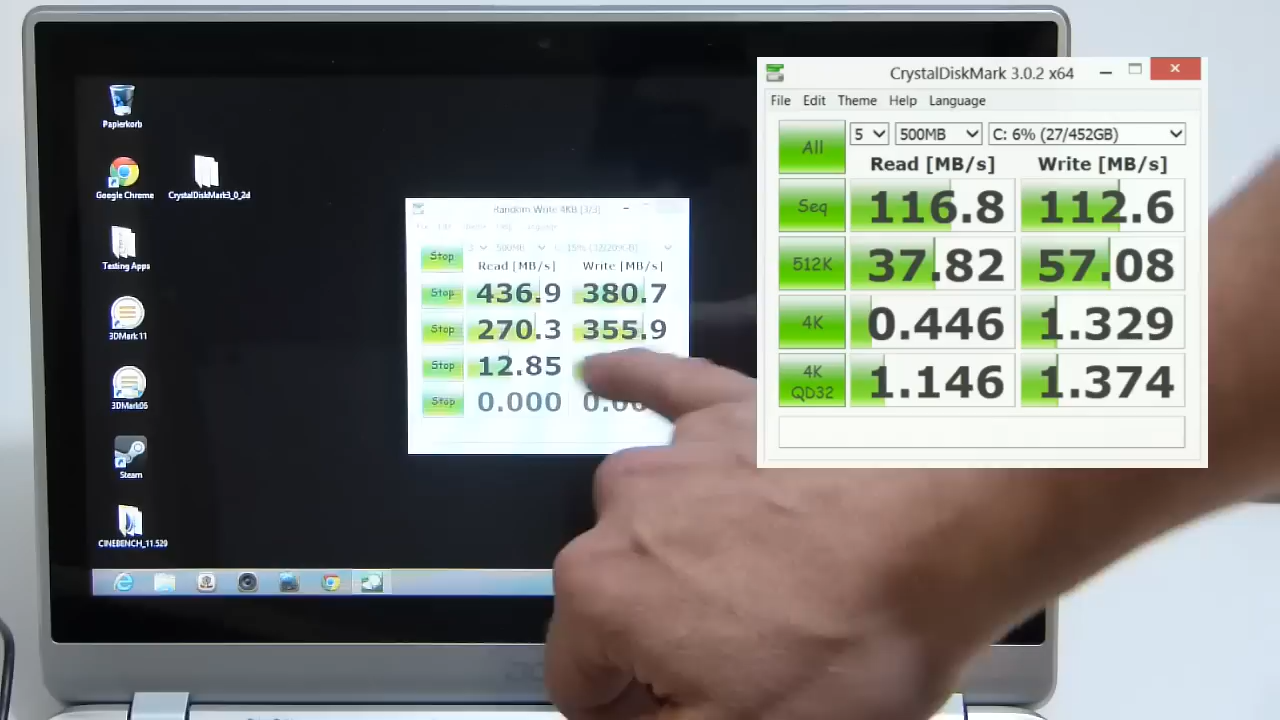 Papierkorb
Google Chrome
CrystalDiskMark3_0_2d
Testing Apps
3DMark 11
3DMark06
Steam
CINEBENCH_11.529
Random Write 4KB [3/3]
500MB
Stop
Read [MB/s] Write [MB/s]
Stop 436.9 380.7
Stop 270.3 355.9
Stop 12.85
Stop 0.000
CrystalDiskMark 3.0.2 x64
File Edit Theme Help Language
All 5 500MB C: 6% (27/452GB)
Read [MB/s] Write [MB/s]
Seq 116.8 112.6
512K 37.82 57.08
4K 0.446 1.329
4K
QD32 1.146 1.374